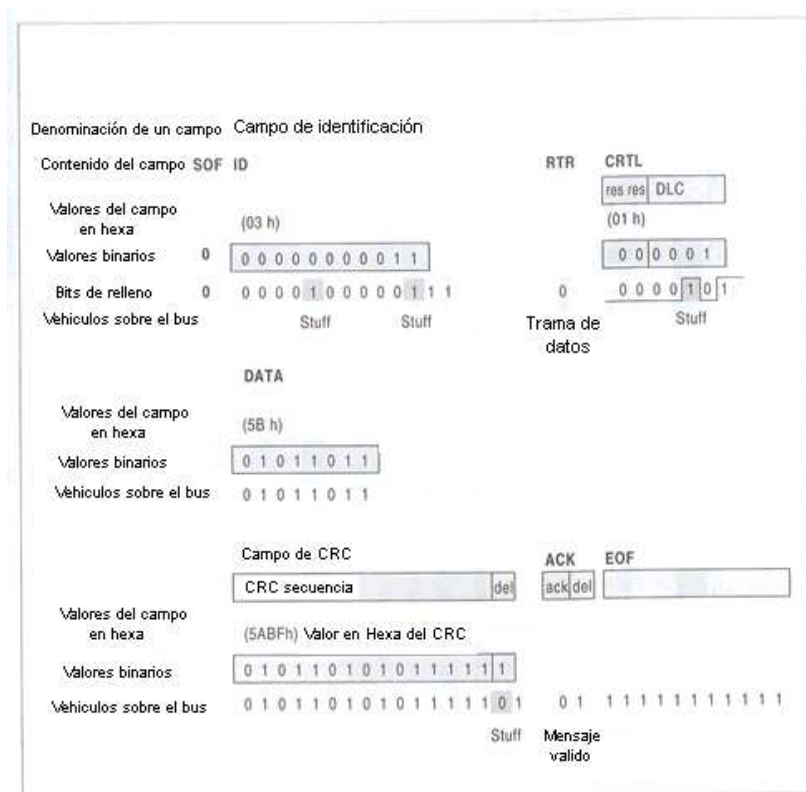 Denominación de un campo Campo de identificación
Contenido del campo SOF ID RTR CRTL
res res DLC
Valores del campo
en hexa (03 h) (01 h)
Valores binarios 0 0 0 0 0 0 0 0 0 0 1 1 0 0 0 0 0 1
Bits de relleno 0 0 0 0 0 1 0 0 0 0 0 1 1 1 0 0 0 0 0 1 0 1
Vehiculos sobre el bus Stuff Stuff Trama de datos Stuff
DATA
Valores del campo
en hexa (5B h)
Valores binarios 0 1 0 1 1 0 1 1
Vehiculos sobre el bus 0 1 0 1 1 0 1 1
Campo de CRC ACK EOF
CRC secuencia del ack del
Valores del campo
en hexa (5ABFh) Valor en Hexa del CRC
Valores binarios 0 1 0 1 1 0 1 0 1 0 1 1 1 1 1 1
Vehiculos sobre el bus 0 1 0 1 1 0 1 0 1 0 1 1 1 1 1 0 1 0 1 1 1 1 1 1 1 1 1 1 1 1
Stuff Mensaje
valido